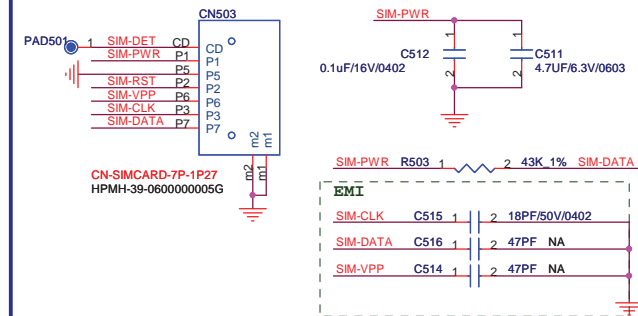 CN503
PAD501 1 SIM-DET CD CD
SIM-PWR P1 P1
P5 P5
SIM-RST P2 P2
SIM-VPP P6 P6
SIM-CLK P3 P3
SIM-DATA P7 P7
m2 m1
m2 m1
CN-SIMCARD-7P-1P27
HPMH-39-0600000005G
SIM-PWR
1 1
C512 C511
0.1uF/16V/0402 4.7UF/6.3V/0603
2 2
SIM-PWR R503 1 2 43K_1% SIM-DATA
EMI
SIM-CLK C515 1 2 18PF/50V/0402
SIM-DATA C516 1 2 47PF NA
SIM-VPP C514 1 2 47PF NA